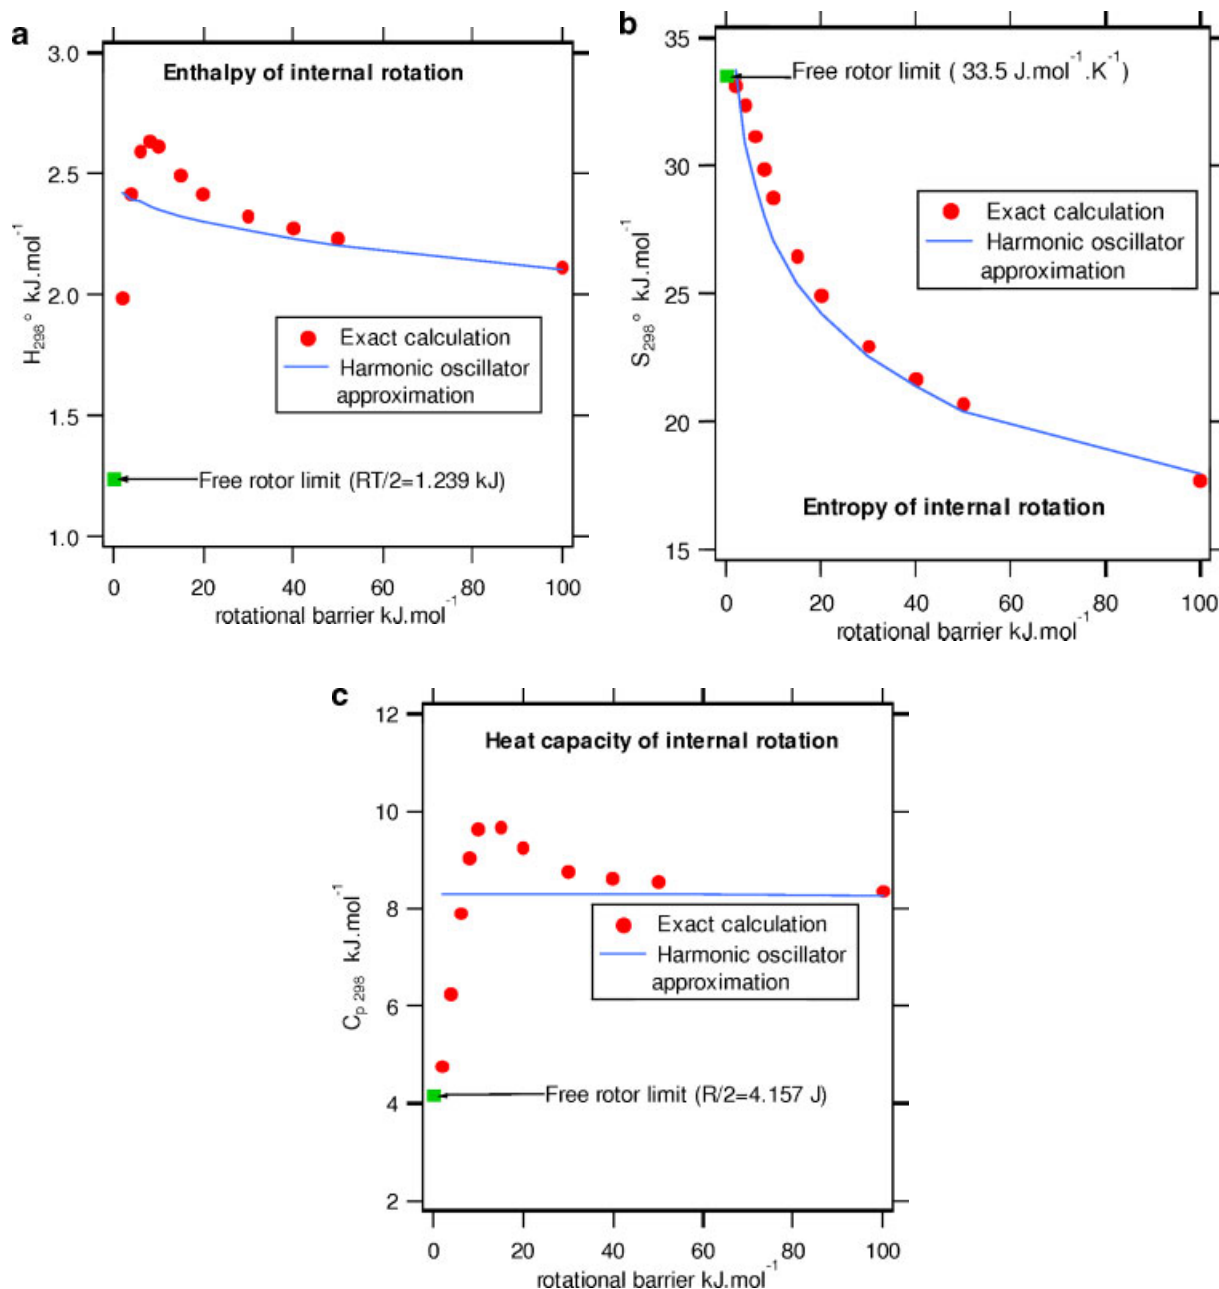 a
Enthalpy of internal rotation
H298° kJ.mol-1
3.0
2.5
2.0
1.5
1.0
Exact calculation
Harmonic oscillator
approximation
Free rotor limit (RT/2=1.239 kJ)
0 20 40 60 80 100
rotational barrier kJ.mol-1
b
Free rotor limit ( 33.5 J.mol-1.K-1)
S298° kJ.mol-1
35
30
25
20
15
Exact calculation
Harmonic oscillator
approximation
Entropy of internal rotation
0 20 40 60 80 100
rotational barrier kJ.mol-1
c
Heat capacity of internal rotation
Cp 298 kJ.mol-1
12
10
8
6
4
2
Exact calculation
Harmonic oscillator
approximation
Free rotor limit (R/2=4.157 J)
0 20 40 60 80 100
rotational barrier kJ.mol-1